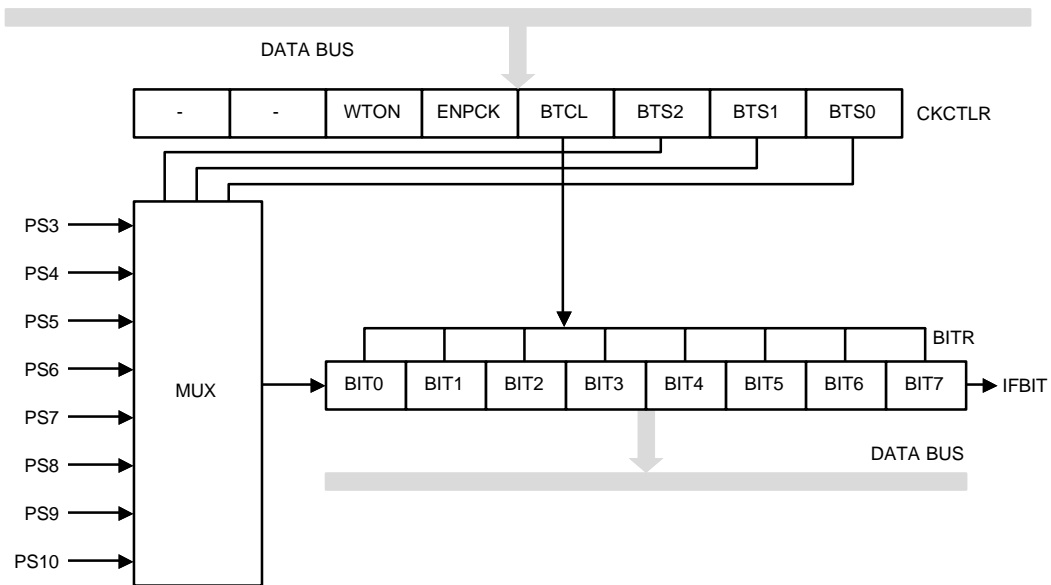 DATA BUS
- - WTON ENPCK BTCL BTS2 BTS1 BTS0 CKCTLR
PS3
PS4
PS5
PS6
PS7
PS8
PS9
PS10
MUX
BITR
BIT0 BIT1 BIT2 BIT3 BIT4 BIT5 BIT6 BIT7 IFBIT
DATA BUS